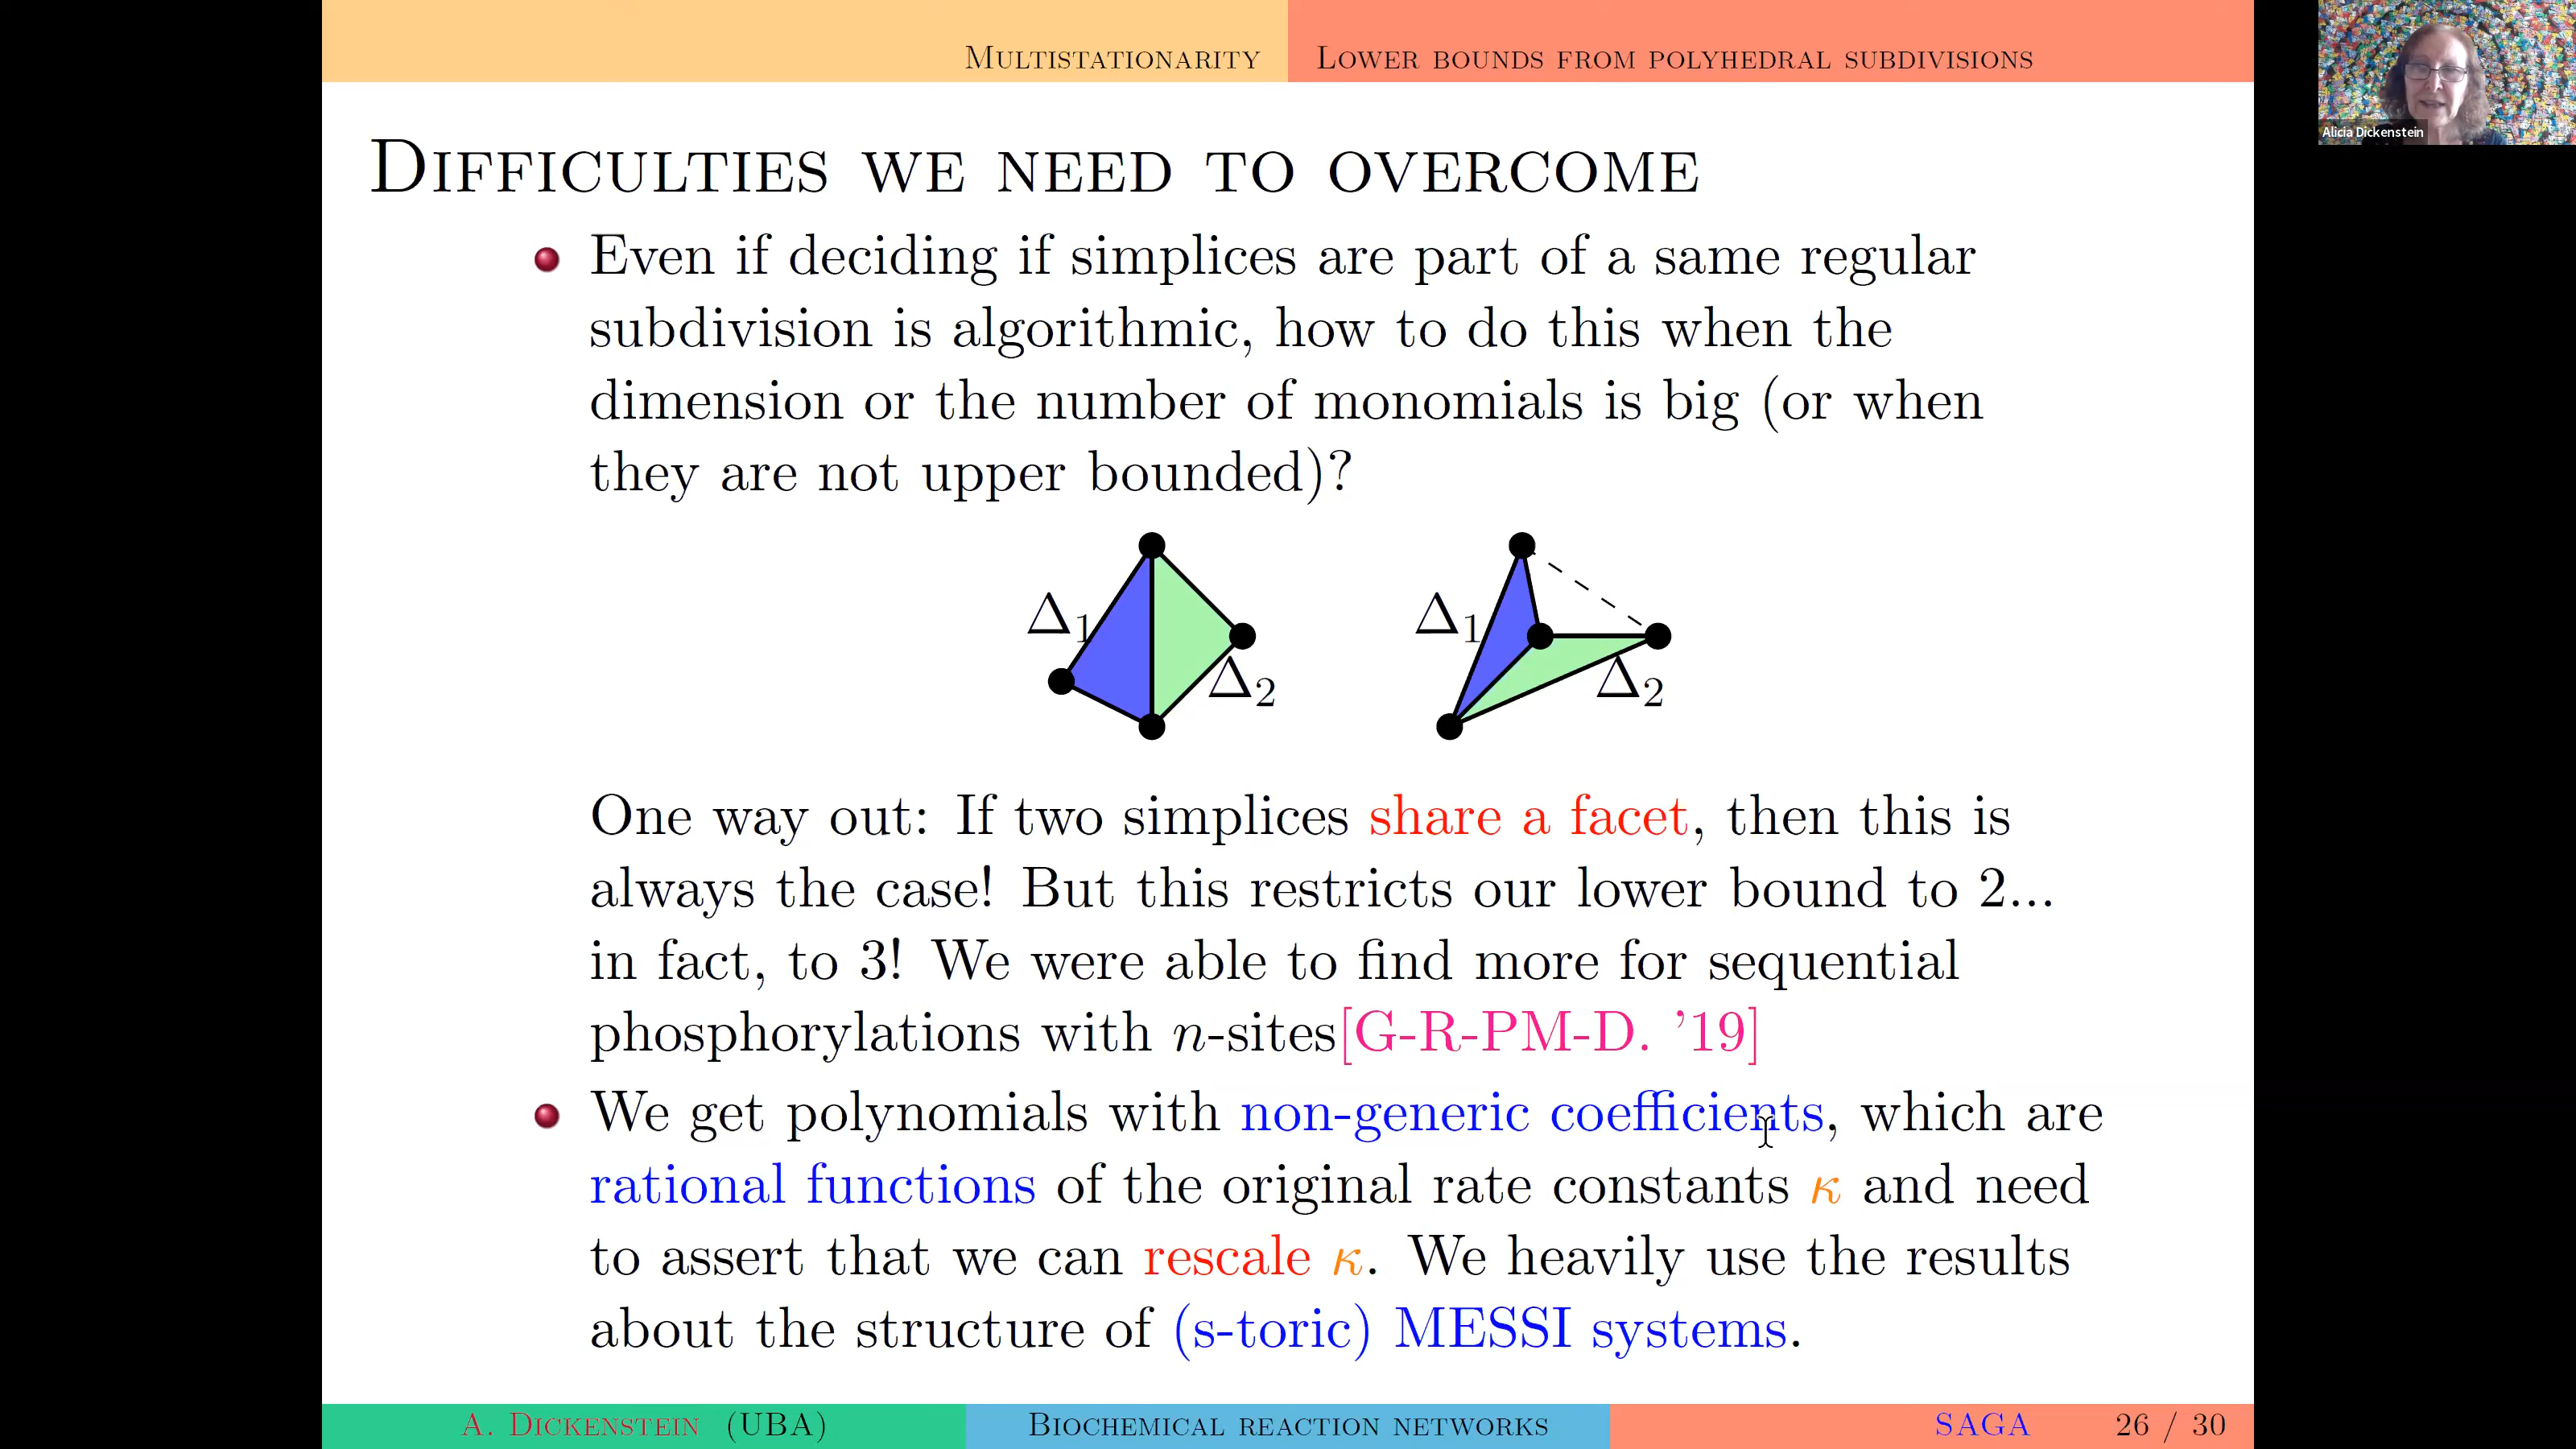 Multistationarity
Lower bounds from polyhedral subdivisions
Alicia Dickenstein
Difficulties we need to overcome
Even if deciding if simplices are part of a same regular
subdivision is algorithmic, how to do this when the
dimension or the number of monomials is big (or when
they are not upper bounded)?
Δ1
Δ2
Δ1
Δ2
One way out: If two simplices share a facet, then this is
always the case! But this restricts our lower bound to 2...
in fact, to 3! We were able to find more for sequential
phosphorylations with n-sites[G-R-PM-D. '19]
We get polynomials with non-generic coefficients, which are
rational functions of the original rate constants κ and need
to assert that we can rescale κ. We heavily use the results
about the structure of (s-toric) MESSI systems.
A. Dickenstein (UBA)
Biochemical reaction networks
SAGA
26 / 30